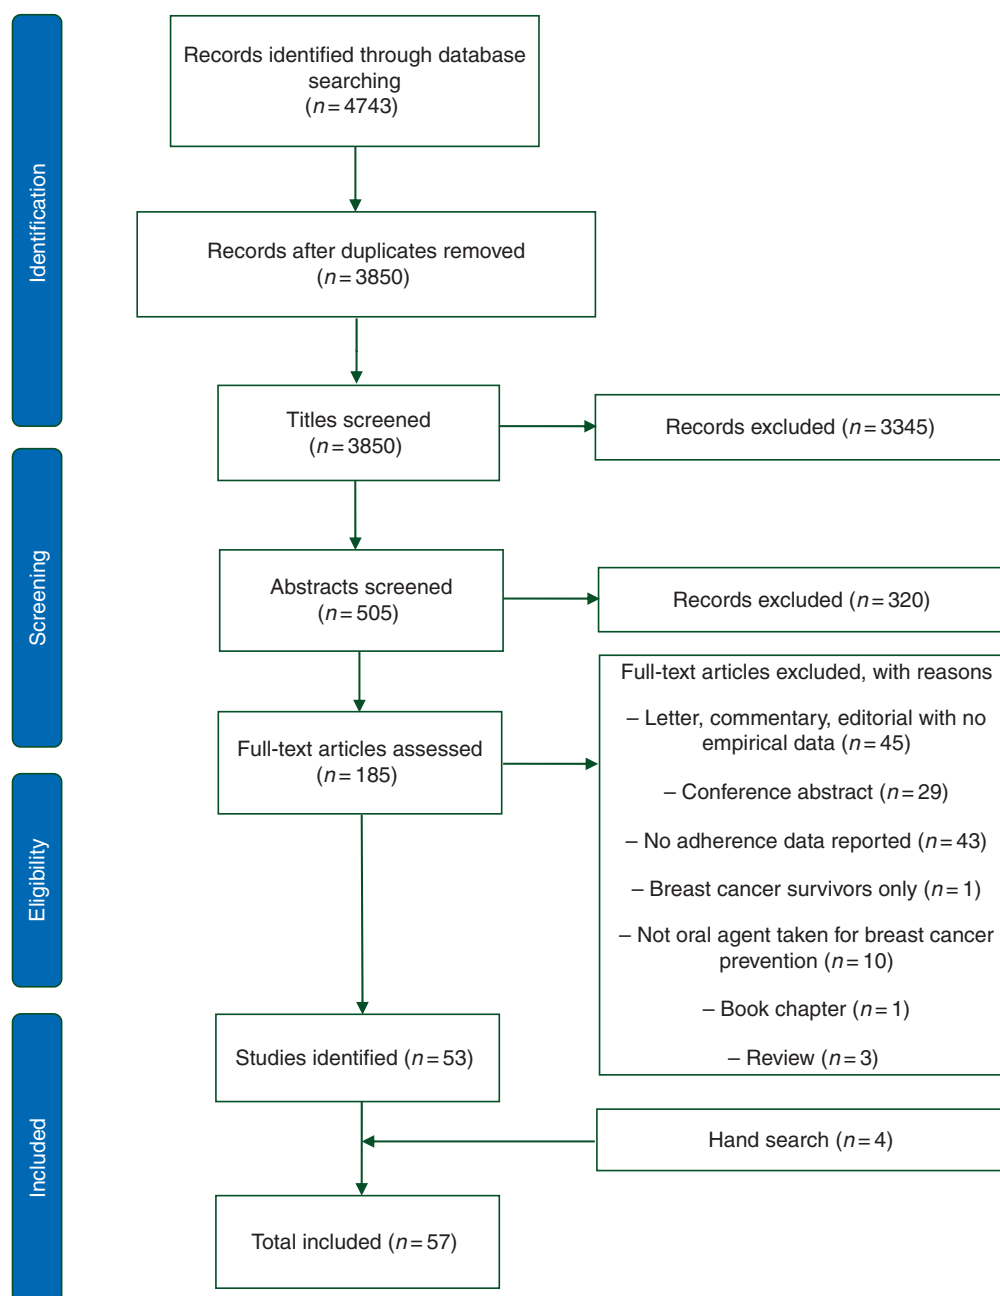 Identification
Records identified through database
searching
(n = 4743)
Records after duplicates removed
(n = 3850)
Titles screened
(n = 3850)
Records excluded (n = 3345)
Screening
Abstracts screened
(n = 505)
Records excluded (n = 320)
Full-text articles assessed
(n = 185)
Full-text articles excluded, with reasons
– Letter, commentary, editorial with no
empirical data (n = 45)
– Conference abstract (n = 29)
– No adherence data reported (n = 43)
– Breast cancer survivors only (n = 1)
– Not oral agent taken for breast cancer
prevention (n = 10)
– Book chapter (n = 1)
– Review (n = 3)
Eligibility
Studies identified (n = 53)
Included
Hand search (n = 4)
Total included (n = 57)